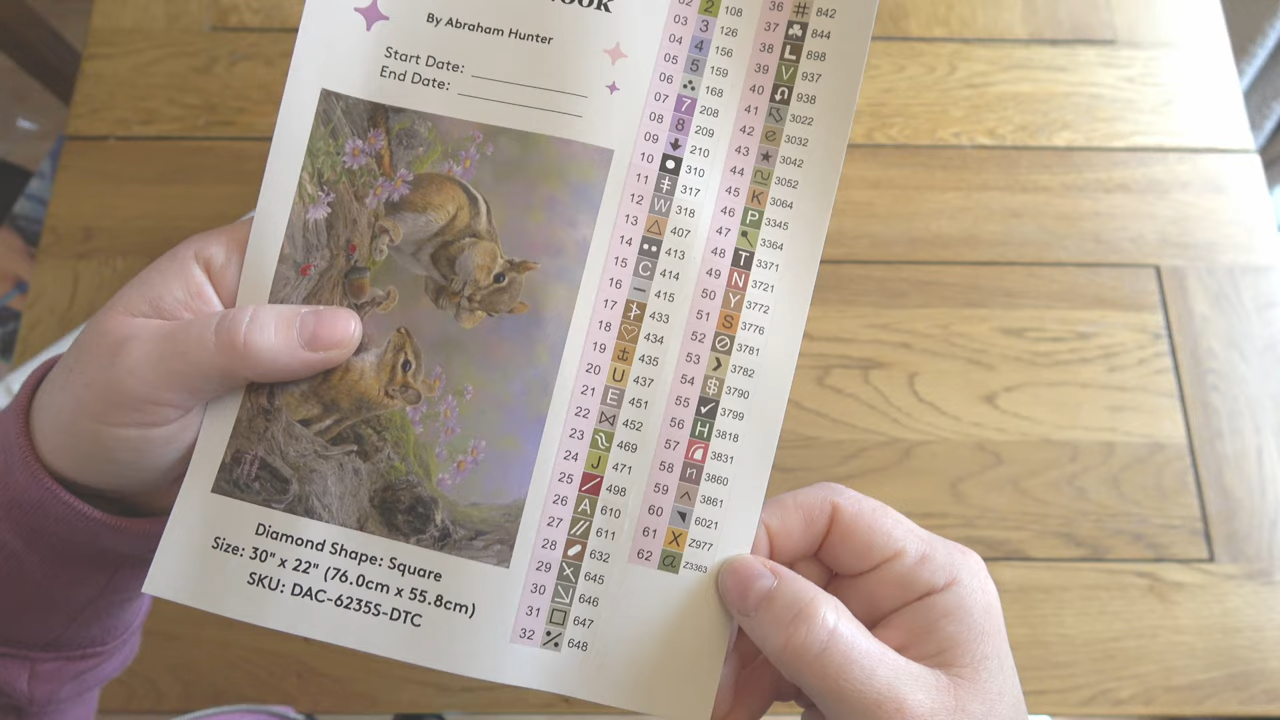 By Abraham Hunter
Start Date: ____________
End Date: ____________
Diamond Shape: Square
Size: 30" x 22" (76.0cm x 55.8cm)
SKU: DAC-6235S-DTC
02 2 108
03 3 126
04 4 156
05 5 159
06 168
07 7 208
08 8 209
09 210
10 310
11 317
12 W 318
13 407
14 413
15 C 414
16 415
17 433
18 434
19 435
20 U 437
21 E 451
22 452
23 469
24 J 471
25 498
26 A 610
27 611
28 632
29 645
30 646
31 647
32 648
36 # 842
37 844
38 L 898
39 V 937
40 938
41 3022
42 e 3032
43 3042
44 3052
45 K 3064
46 P 3345
47 3364
48 T 3371
49 N 3721
50 Y 3772
51 S 3776
52 3781
53 3782
54 $ 3790
55 3799
56 H 3818
57 3831
58 n 3860
59 3861
60 6021
61 X Z977
62 a Z3363